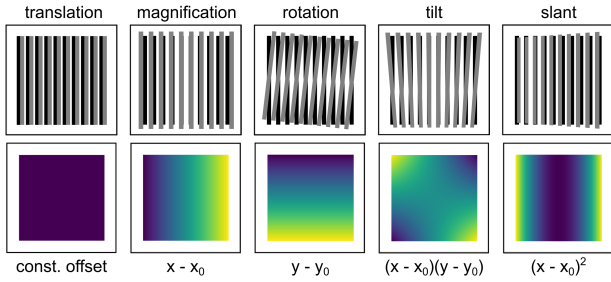 translation magnification rotation tilt slant
const. offset x - x₀ y - y₀ (x - x₀)(y - y₀) (x - x₀)²